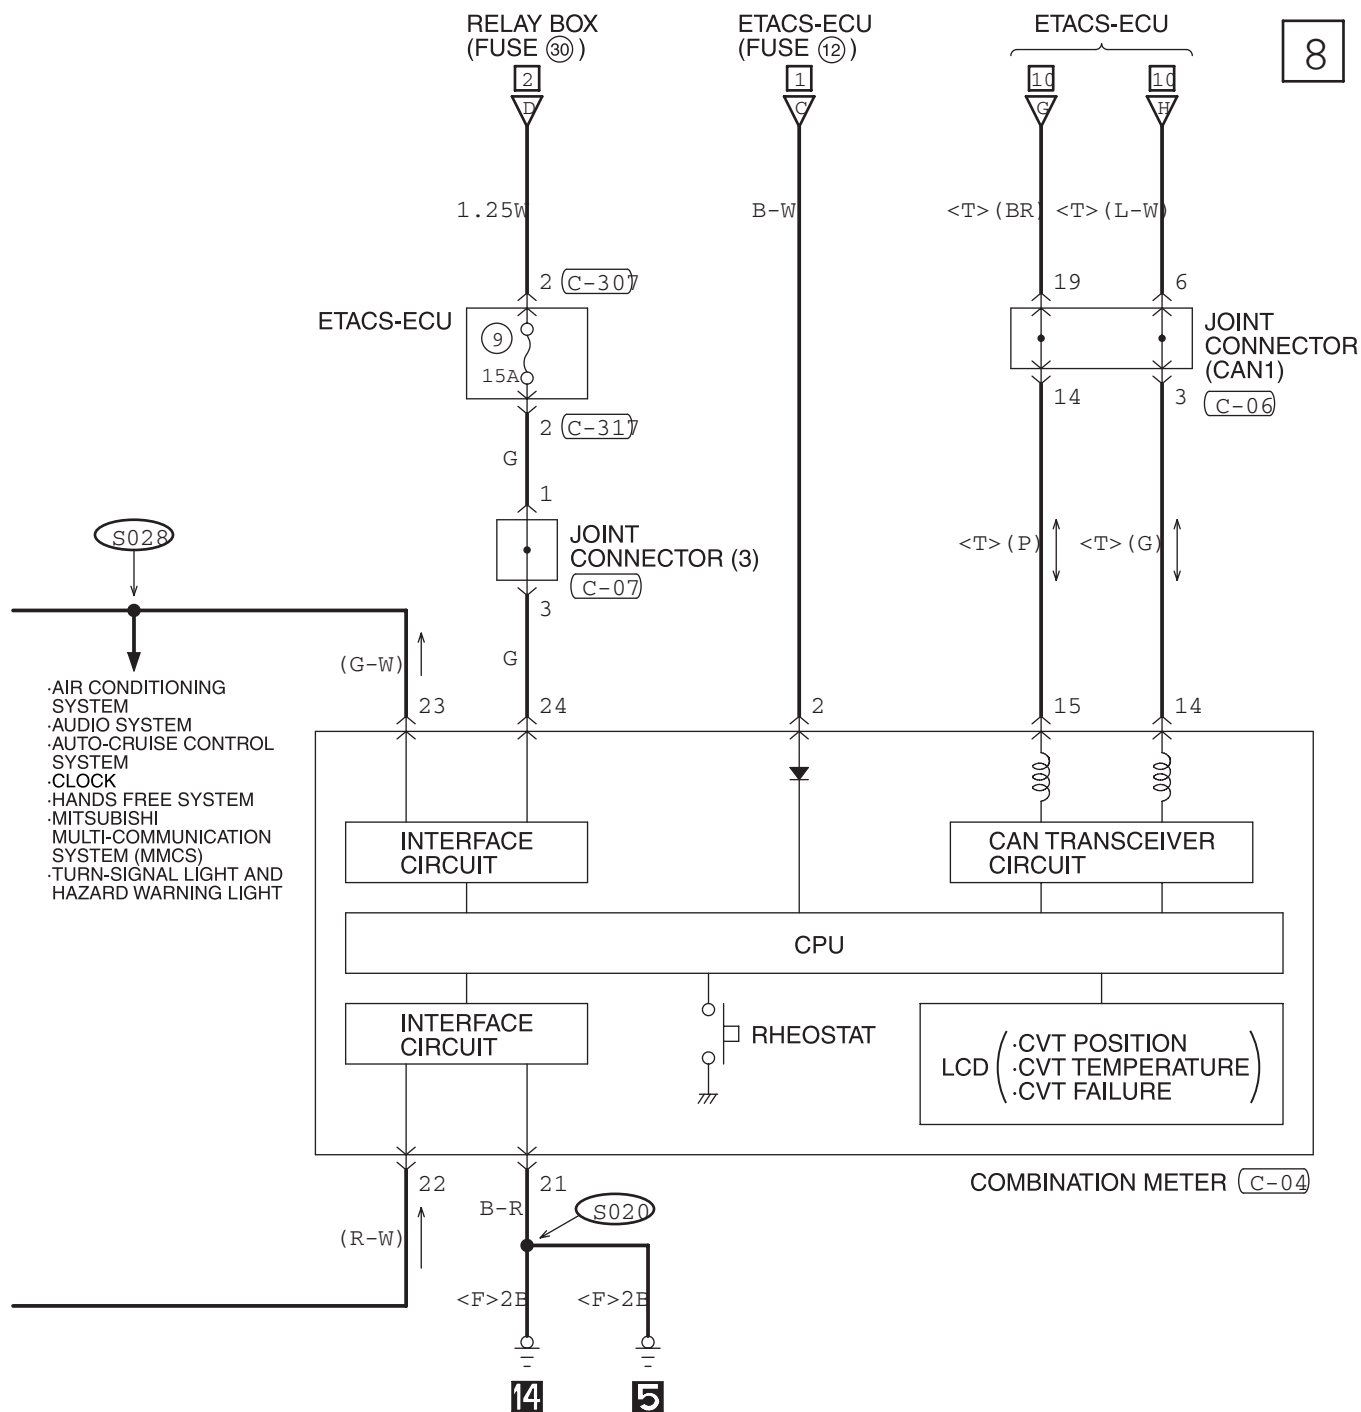 RELAY BOX
(FUSE 30)
ETACS-ECU
(FUSE 12)
ETACS-ECU
8
2
1
10
10
D
C
G
H
1.25W
B-W
<T>(BR)
<T>(L-W)
2
C-307
19
6
ETACS-ECU
9
15A
JOINT
CONNECTOR
(CAN1)
C-06
2
C-317
14
3
G
1
S028
JOINT
CONNECTOR (3)
C-07
<T>(P)
<T>(G)
3
(G-W)
G
·AIR CONDITIONING
SYSTEM
·AUDIO SYSTEM
·AUTO-CRUISE CONTROL
SYSTEM
·CLOCK
·HANDS FREE SYSTEM
·MITSUBISHI
MULTI-COMMUNICATION
SYSTEM (MMCS)
·TURN-SIGNAL LIGHT AND
HAZARD WARNING LIGHT
23
24
2
15
14
INTERFACE
CIRCUIT
CAN TRANSCEIVER
CIRCUIT
CPU
INTERFACE
CIRCUIT
RHEOSTAT
LCD
·CVT POSITION
·CVT TEMPERATURE
·CVT FAILURE
22
21
COMBINATION METER
C-04
B-R
S020
(R-W)
<F>2B
<F>2B
14
5